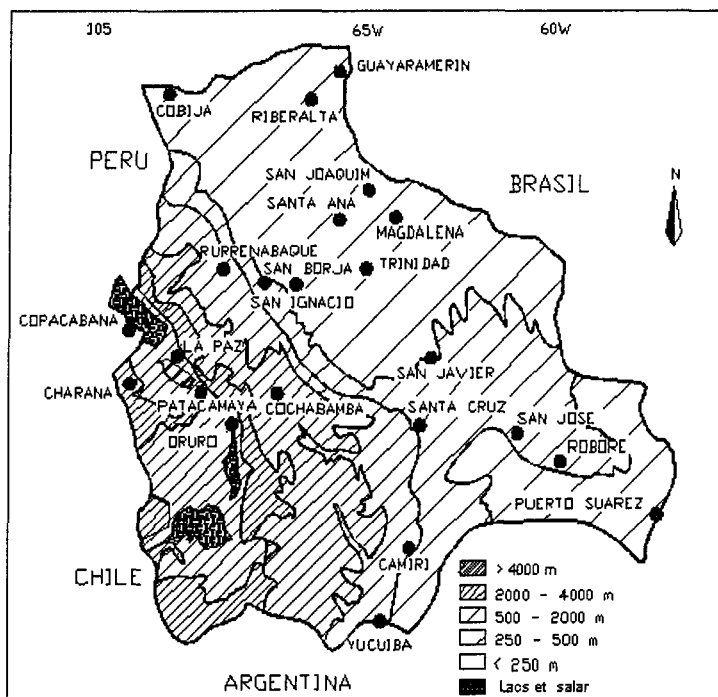 10S
65W
60W
GUAYARAMERIN
COBIJA
RIBERALTA
PERU
SAN JOAQUIM
BRASIL
N
SANTA ANA
MAGDALENA
RURRENABAQUE
SAN BORJA
TRINIDAD
SAN IGNACIO
COPACABANA
LA PAZ
SAN JAVIER
CHARANA
PATACAMAYA
COCHABAMBA
SANTA CRUZ
SAN JOSE
ORURO
ROBORE
PUERTO SUAREZ
CAMIRI
CHILE
> 4000 m
2000 - 4000 m
500 - 2000 m
250 - 500 m
YUCUIBA
< 250 m
ARGENTINA
Lacs et salar